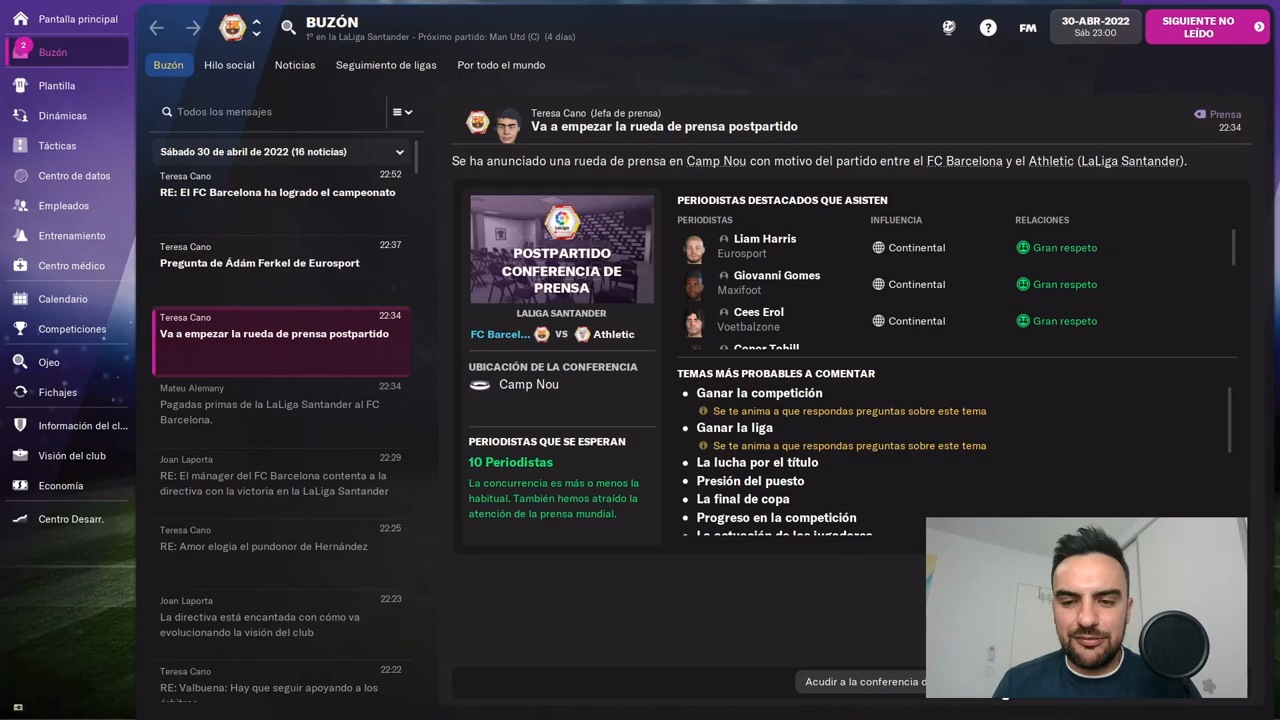 Pantalla principal
2
Buzón
Plantilla
Dinámicas
Tácticas
Centro de datos
Empleados
Entrenamiento
Centro médico
Calendario
Competiciones
Ojeo
Fichajes
Información del cl...
Visión del club
Economía
Centro Desarr.
BUZÓN
1º en la LaLiga Santander - Próximo partido: Man Utd (C) (4 días)
FM
30-ABR-2022
Sáb 23:00
SIGUIENTE NO
LEÍDO
Buzón
Hilo social
Noticias
Seguimiento de ligas
Por todo el mundo
Todos los mensajes
Sábado 30 de abril de 2022 (16 noticias)
Teresa Cano 22:52
RE: El FC Barcelona ha logrado el campeonato
Teresa Cano 22:37
Pregunta de Ádám Ferkel de Eurosport
Teresa Cano 22:34
Va a empezar la rueda de prensa postpartido
Mateu Alemany 22:34
Pagadas primas de la LaLiga Santander al FC
Barcelona.
Joan Laporta 22:29
RE: El mánager del FC Barcelona contenta a la
directiva con la victoria en la LaLiga Santander
Teresa Cano 22:25
RE: Amor elogia el pundonor de Hernández
Joan Laporta 22:23
La directiva está encantada con cómo va
evolucionando la visión del club
Teresa Cano 22:22
RE: Valbuena: Hay que seguir apoyando a los
árbitros
Teresa Cano (Jefa de prensa)
Va a empezar la rueda de prensa postpartido
Prensa
22:34
Se ha anunciado una rueda de prensa en Camp Nou con motivo del partido entre el FC Barcelona y el Athletic (LaLiga Santander).
LaLiga
POSTPARTIDO
CONFERENCIA DE
PRENSA
LALIGA SANTANDER
FC Barcel... VS Athletic
UBICACIÓN DE LA CONFERENCIA
Camp Nou
PERIODISTAS QUE SE ESPERAN
10 Periodistas
La concurrencia es más o menos la
habitual. También hemos atraído la
atención de la prensa mundial.
PERIODISTAS DESTACADOS QUE ASISTEN
PERIODISTAS INFLUENCIA RELACIONES
Liam Harris
Eurosport
Continental
Gran respeto
Giovanni Gomes
Maxifoot
Continental
Gran respeto
Cees Erol
Voetbalzone
Continental
Gran respeto
Conor Tohill
TEMAS MÁS PROBABLES A COMENTAR
Ganar la competición
Se te anima a que respondas preguntas sobre este tema
Ganar la liga
Se te anima a que respondas preguntas sobre este tema
La lucha por el título
Presión del puesto
La final de copa
Progreso en la competición
La actuación de los jugadores
Acudir a la conferencia d